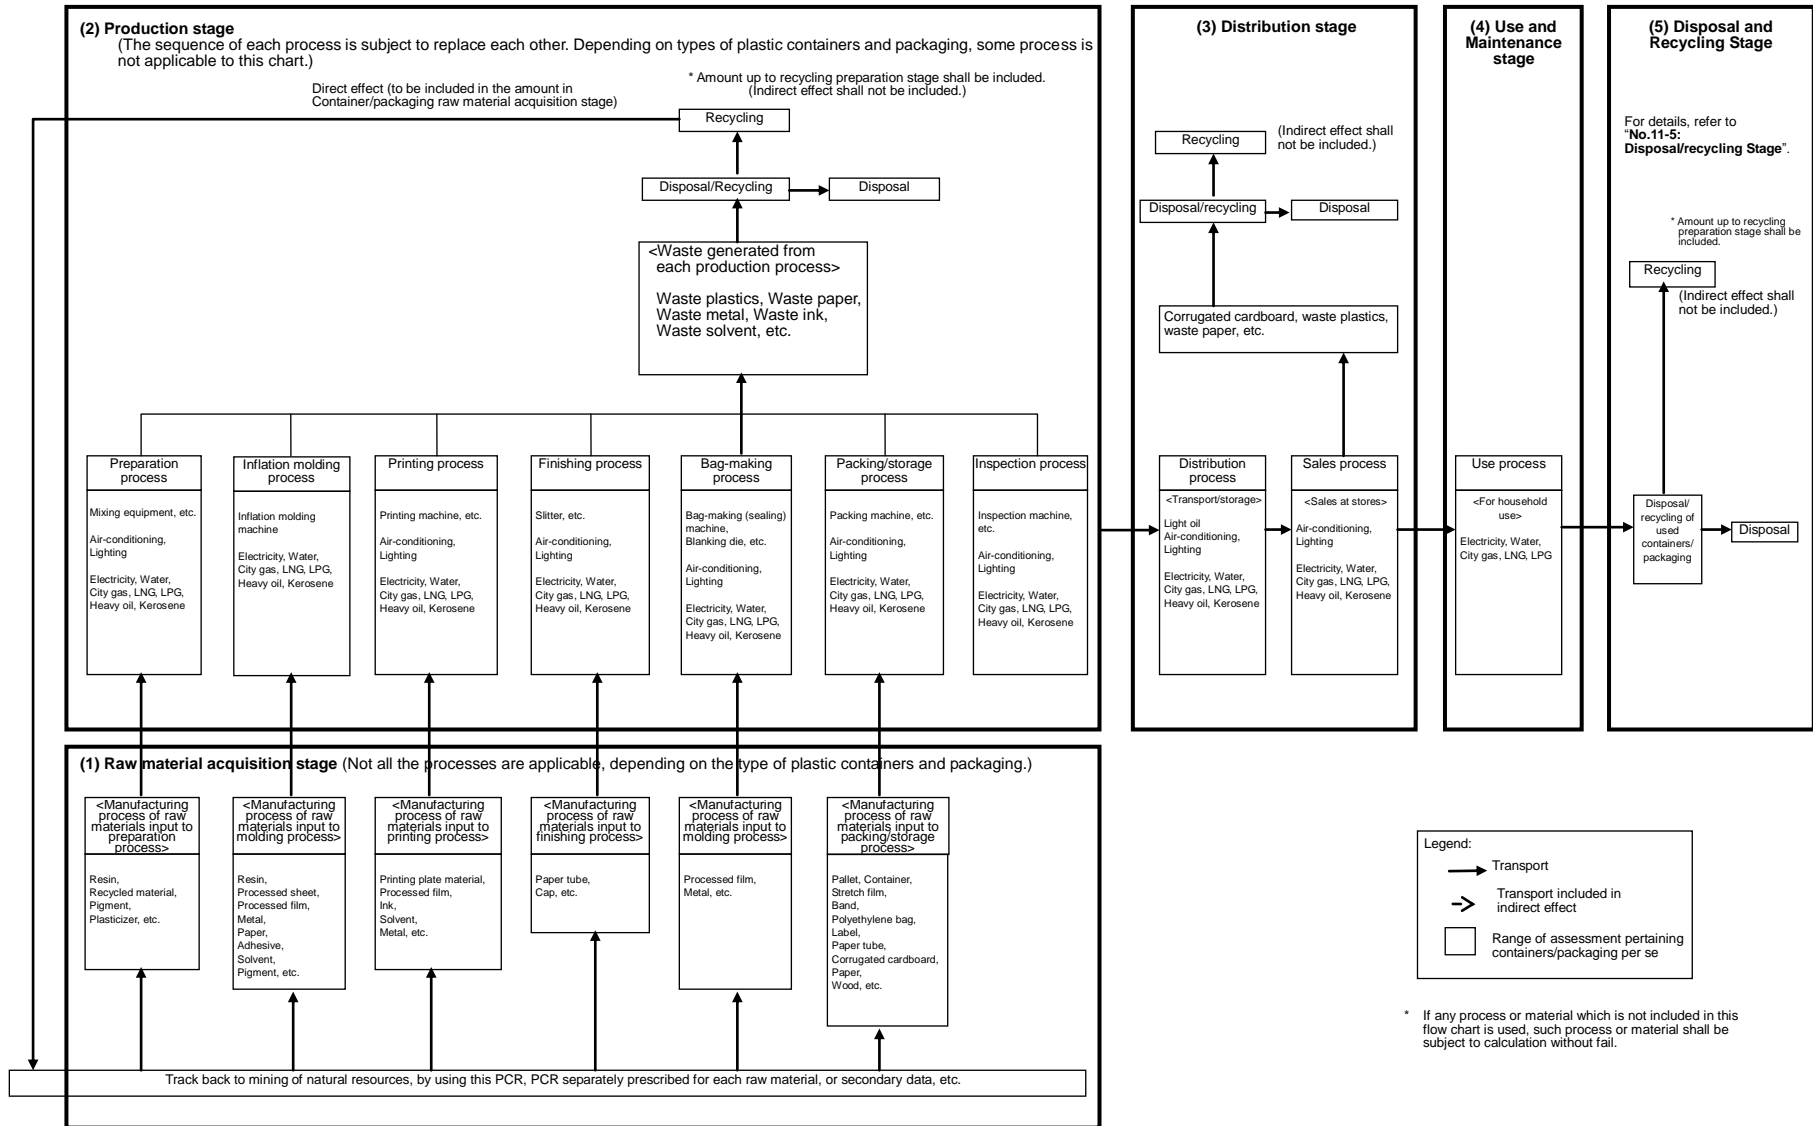 (2) Production stage
(The sequence of each process is subject to replace each other. Depending on types of plastic containers and packaging, some process is
not applicable to this chart.)
Direct effect (to be included in the amount in
Container/packaging raw material acquisition stage)
* Amount up to recycling preparation stage shall be included.
(Indirect effect shall not be included.)
Recycling
Disposal/Recycling
Disposal
<Waste generated from
each production process>
Waste plastics, Waste paper,
Waste metal, Waste ink,
Waste solvent, etc.
Preparation
process
Mixing equipment, etc.
Air-conditioning,
Lighting
Electricity, Water,
City gas, LNG, LPG,
Heavy oil, Kerosene
Inflation molding
process
Inflation molding
machine
Electricity, Water,
City gas, LNG, LPG,
Heavy oil, Kerosene
Printing process
Printing machine, etc.
Air-conditioning,
Lighting
Electricity, Water,
City gas, LNG, LPG,
Heavy oil, Kerosene
Finishing process
Slitter, etc.
Air-conditioning,
Lighting
Electricity, Water,
City gas, LNG, LPG,
Heavy oil, Kerosene
Bag-making
process
Bag-making (sealing)
machine,
Blanking die, etc.
Air-conditioning,
Lighting
Electricity, Water,
City gas, LNG, LPG,
Heavy oil, Kerosene
Packing/storage
process
Packing machine, etc.
Air-conditioning,
Lighting
Electricity, Water,
City gas, LNG, LPG,
Heavy oil, Kerosene
Inspection process
Inspection machine,
etc.
Air-conditioning,
Lighting
Electricity, Water,
City gas, LNG, LPG,
Heavy oil, Kerosene
(3) Distribution stage
Recycling
(Indirect effect shall
not be included.)
Disposal/recycling
Disposal
Corrugated cardboard, waste plastics,
waste paper, etc.
Distribution
process
<Transport/storage>
Light oil
Air-conditioning,
Lighting
Electricity, Water,
City gas, LNG, LPG,
Heavy oil, Kerosene
Sales process
<Sales at stores>
Air-conditioning,
Lighting
Electricity, Water,
City gas, LNG, LPG,
Heavy oil, Kerosene
(4) Use and
Maintenance
stage
Use process
<For household
use>
Electricity, Water,
City gas, LNG, LPG
(5) Disposal and
Recycling Stage
For details, refer to
“No.11-5:
Disposal/recycling Stage”.
* Amount up to recycling
preparation stage shall be
included.
Recycling
(Indirect effect shall
not be included.)
Disposal/
recycling of
used
containers/
packaging
Disposal
(1) Raw material acquisition stage (Not all the processes are applicable, depending on the type of plastic containers and packaging.)
<Manufacturing
process of raw
materials input to
preparation
process>
Resin,
Recycled material,
Pigment,
Plasticizer, etc.
<Manufacturing
process of raw
materials input to
molding process>
Resin,
Processed sheet,
Processed film,
Metal,
Paper,
Adhesive,
Solvent,
Pigment, etc.
<Manufacturing
process of raw
materials input to
printing process>
Printing plate material,
Processed film,
Ink,
Solvent,
Metal, etc.
<Manufacturing
process of raw
materials input to
finishing process>
Paper tube,
Cap, etc.
<Manufacturing
process of raw
materials input to
molding process>
Processed film,
Metal, etc.
<Manufacturing
process of raw
materials input to
packing/storage
process>
Pallet, Container,
Stretch film,
Band,
Polyethylene bag,
Label,
Paper tube,
Corrugated cardboard,
Paper,
Wood, etc.
Track back to mining of natural resources, by using this PCR, PCR separately prescribed for each raw material, or secondary data, etc.
Legend:
Transport
Transport included in
indirect effect
Range of assessment pertaining
containers/packaging per se
* If any process or material which is not included in this
flow chart is used, such process or material shall be
subject to calculation without fail.